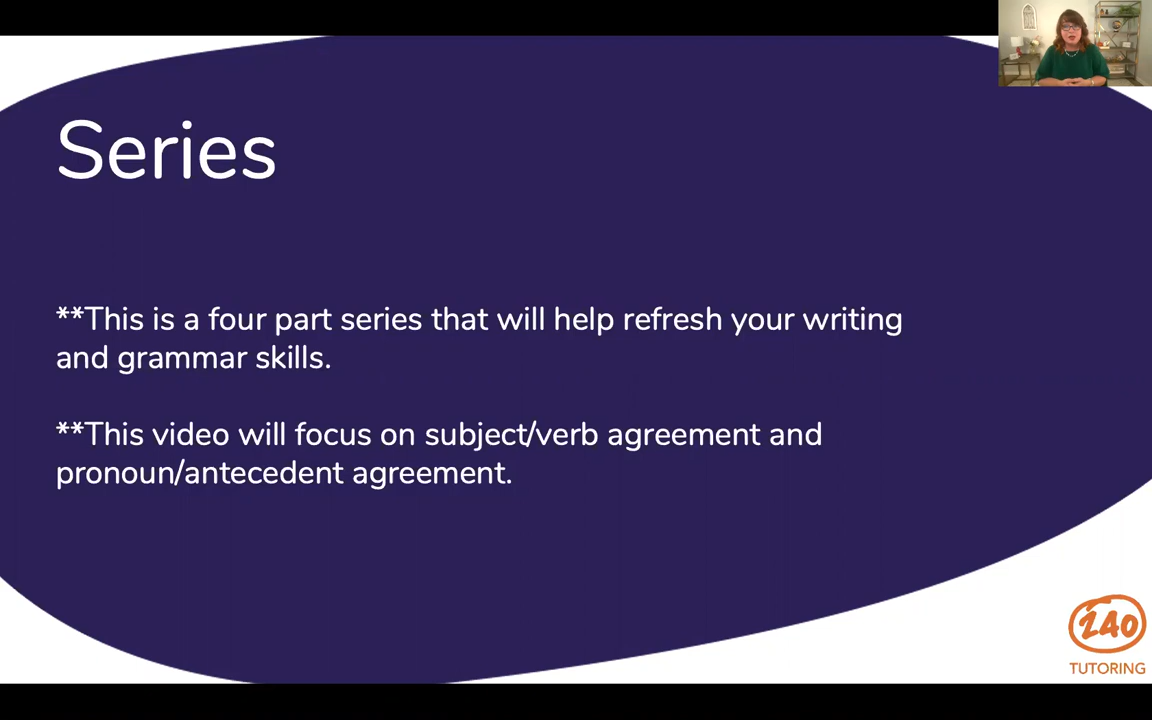 Series
**This is a four part series that will help refresh your writing
and grammar skills.
**This video will focus on subject/verb agreement and
pronoun/antecedent agreement.
240
TUTORING